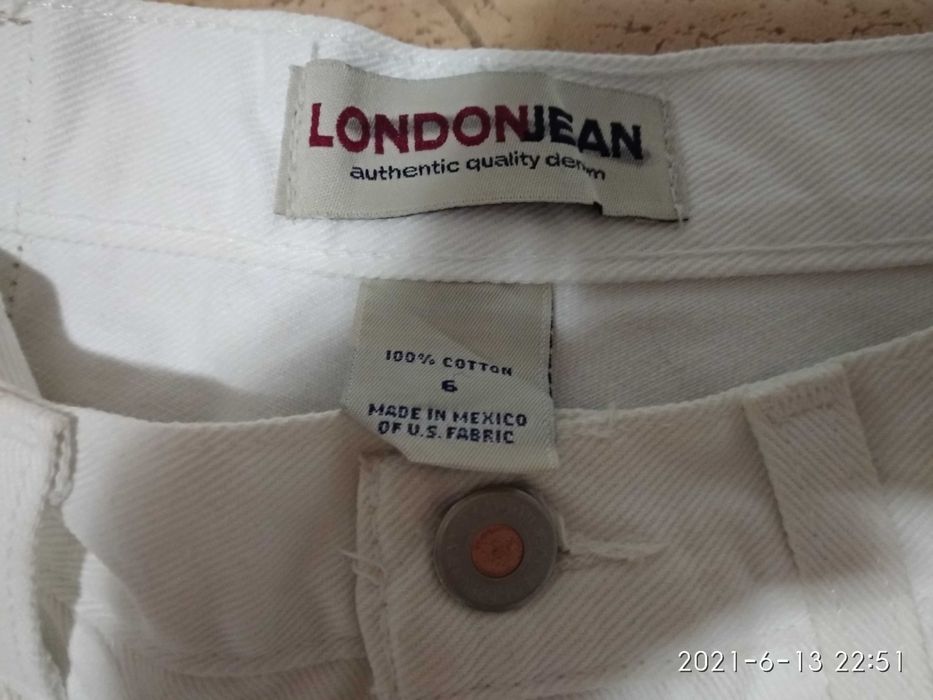 LONDONJEAN
authentic quality denim
100% COTTON
6
MADE IN MEXICO
OF U.S. FABRIC
2021-6-13 22:51